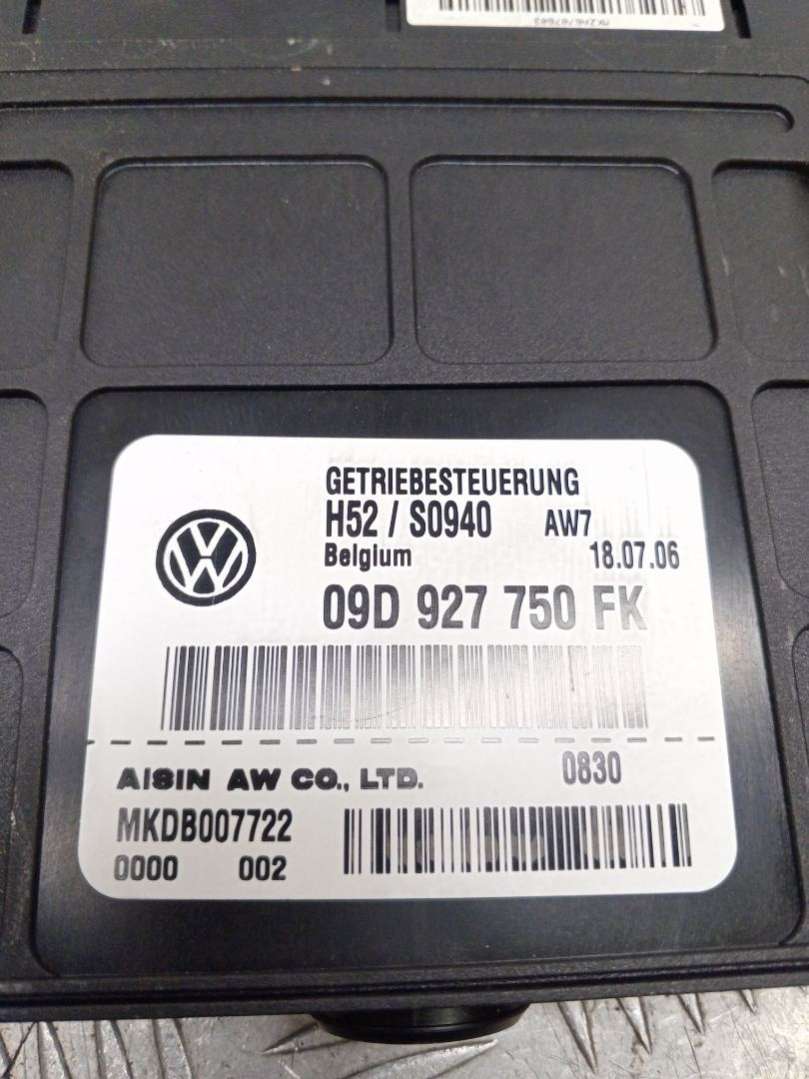 GETRIEBESTEUERUNG
H52 / S0940 AW7
Belgium 18.07.06
09D 927 750 FK
AISIN AW CO., LTD. 0830
MKDB007722
0000 002